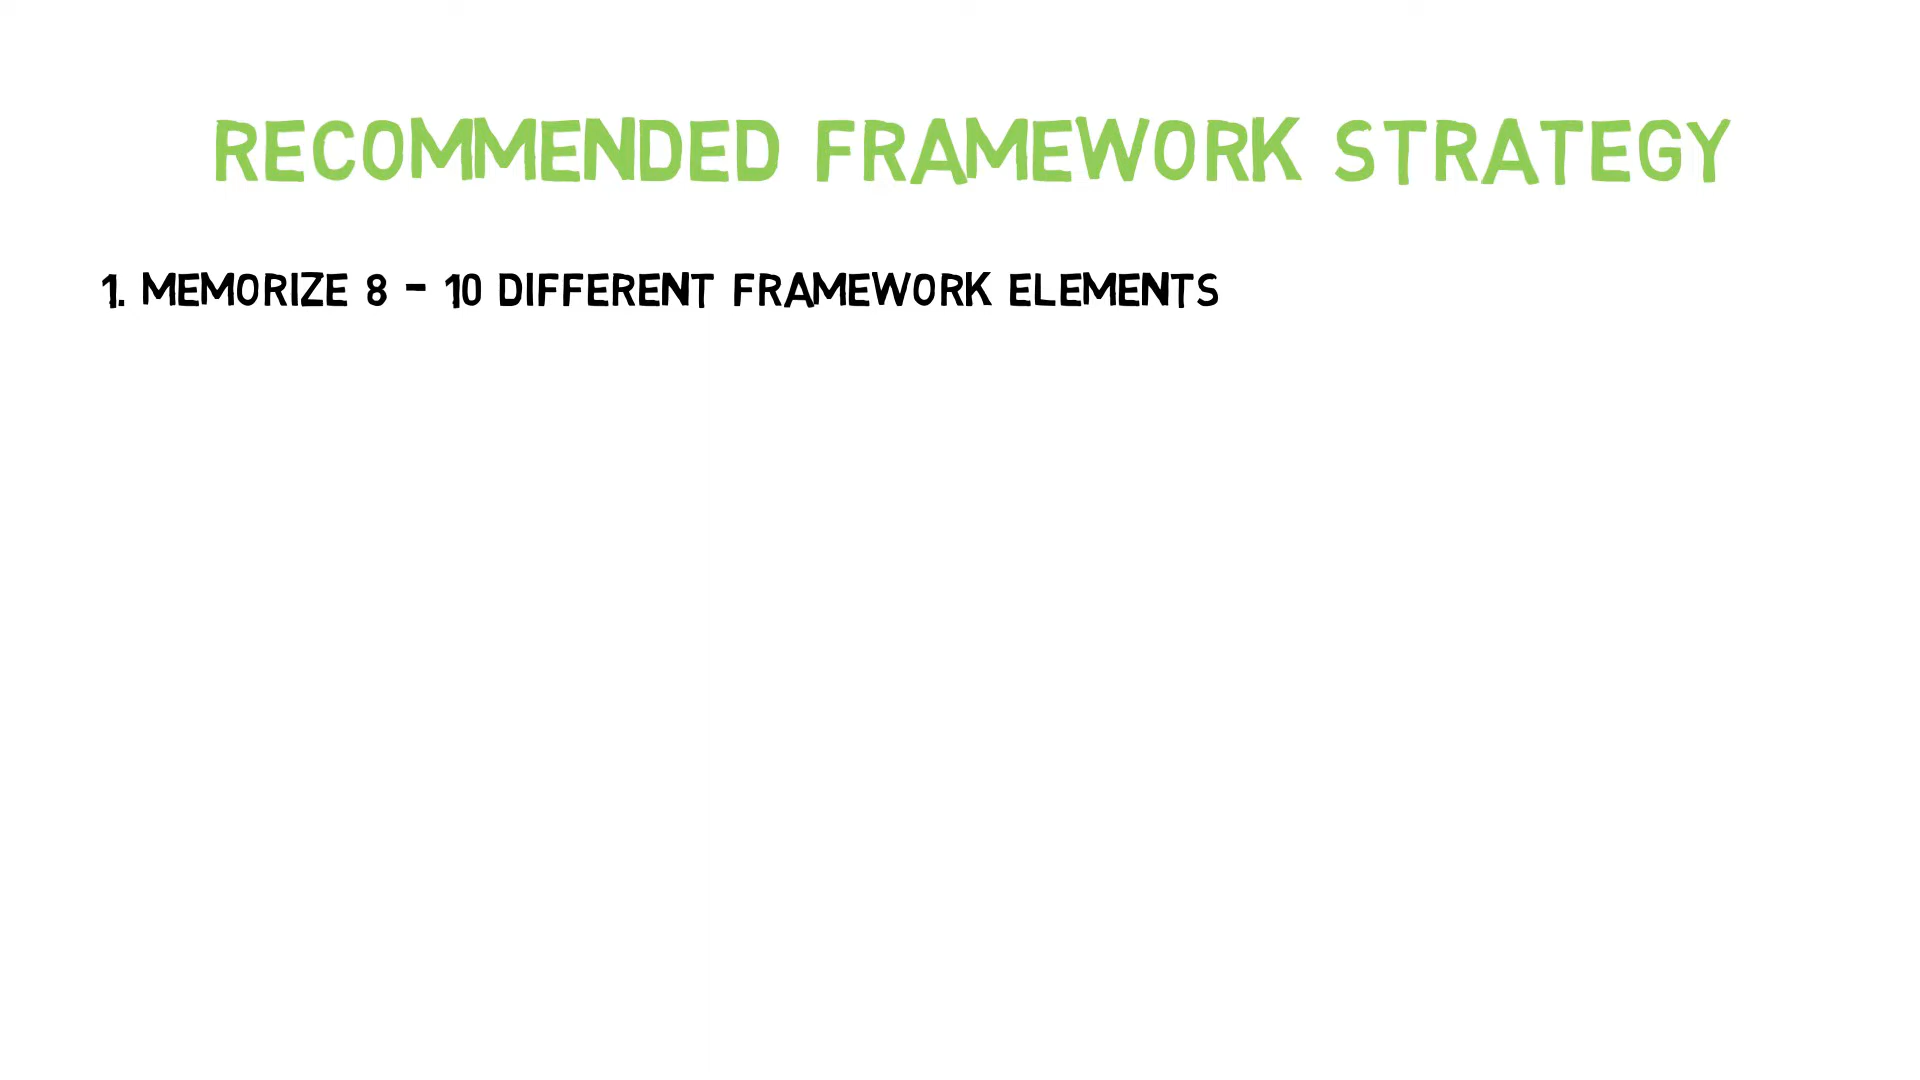 RECOMMENDED FRAMEWORK STRATEGY
1. MEMORIZE 8 - 10 DIFFERENT FRAMEWORK ELEMENTS